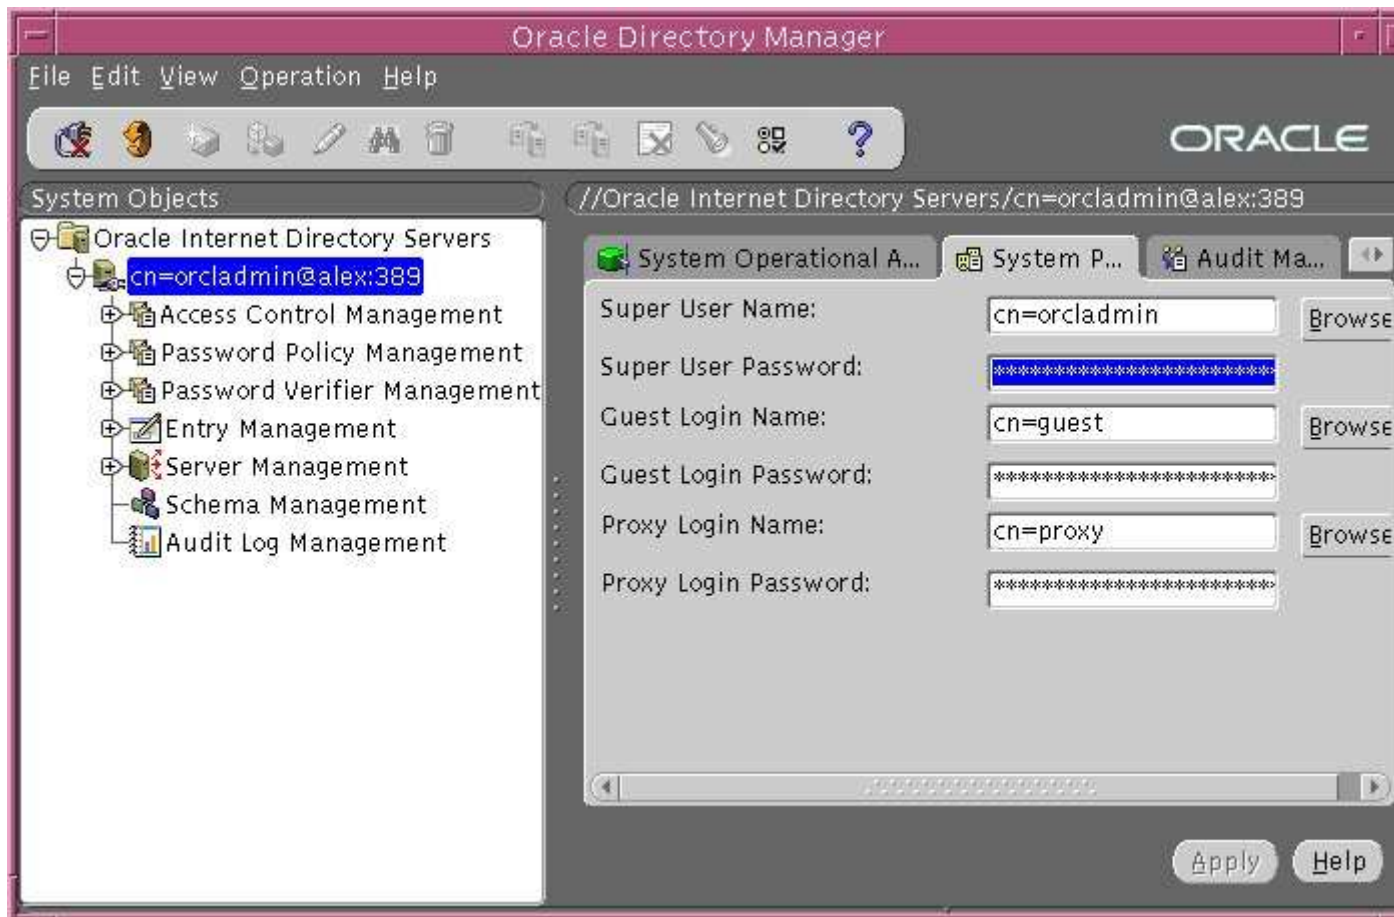 Oracle Directory Manager
File Edit View Operation Help
ORACLE
System Objects
Oracle Internet Directory Servers
cn=orcladmin@alex:389
Access Control Management
Password Policy Management
Password Verifier Management
Entry Management
Server Management
Schema Management
Audit Log Management
//Oracle Internet Directory Servers/cn=orcladmin@alex:389
System Operational A... System P... Audit Ma...
Super User Name: cn=orcladmin Browse
Super User Password: ************************
Guest Login Name: cn=guest Browse
Guest Login Password: ************************
Proxy Login Name: cn=proxy Browse
Proxy Login Password: ************************
Apply Help